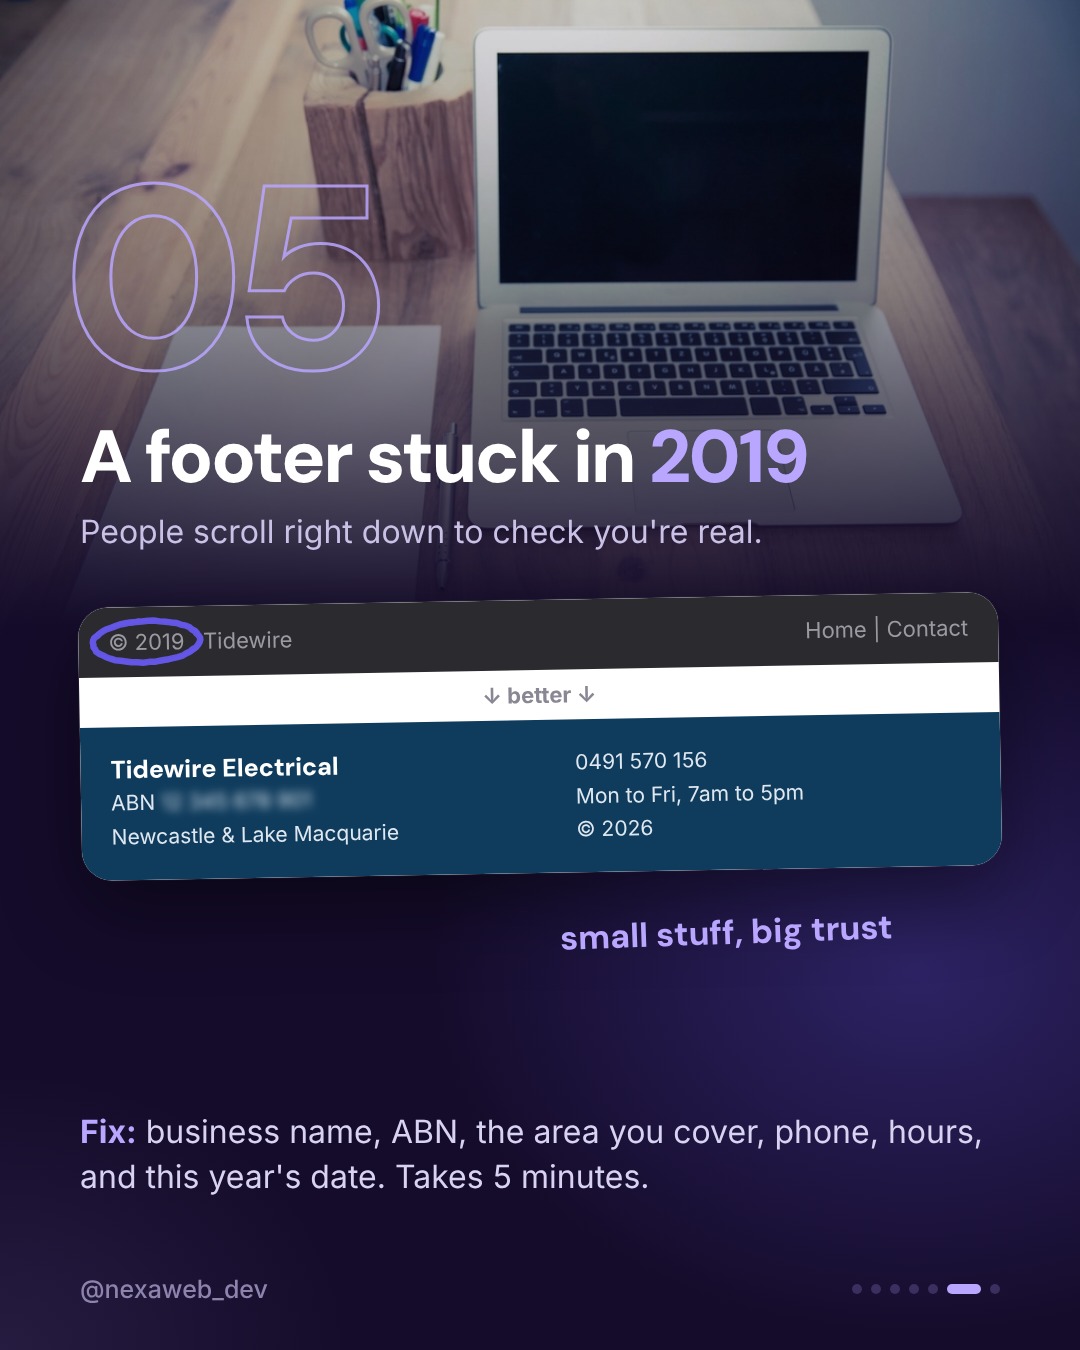 05
A footer stuck in 2019
People scroll right down to check you're real.
© 2019 Tidewire
Home | Contact
↓ better ↓
Tidewire Electrical
ABN
Newcastle & Lake Macquarie
0491 570 156
Mon to Fri, 7am to 5pm
© 2026
small stuff, big trust
Fix: business name, ABN, the area you cover, phone, hours,
and this year's date. Takes 5 minutes.
@nexaweb_dev